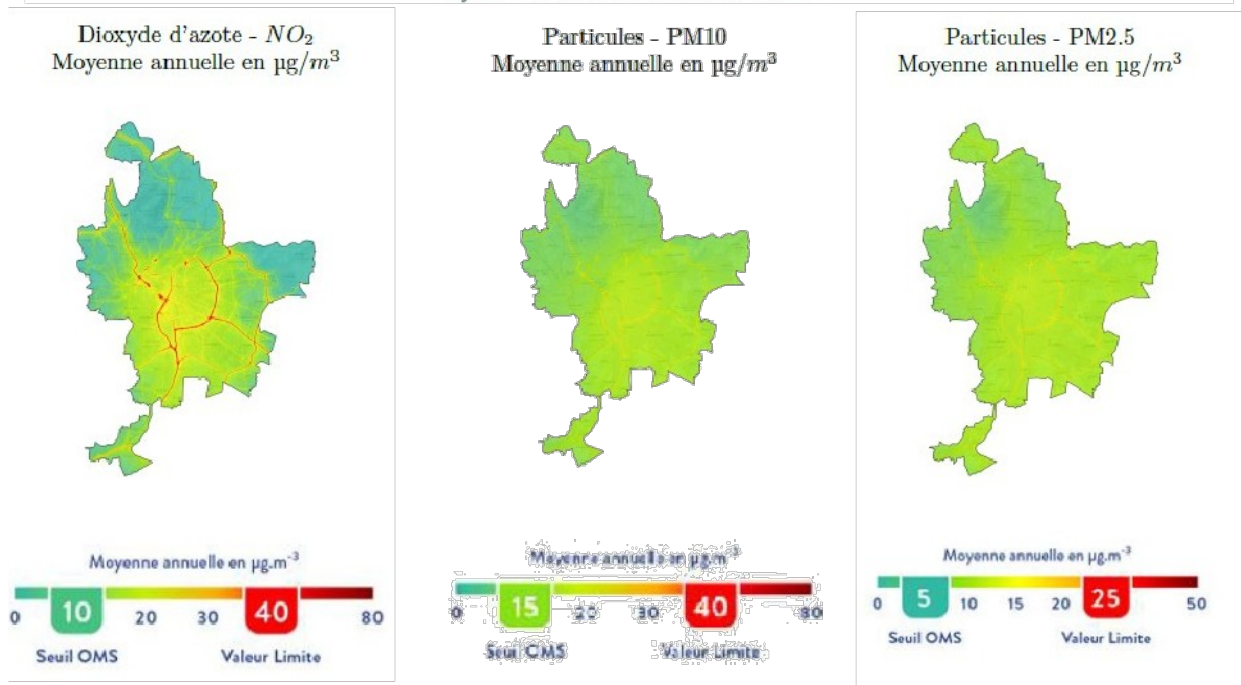 Dioxyde d'azote - NO₂
Moyenne annuelle en µg/m³
Particules - PM10
Moyenne annuelle en µg/m³
Particules - PM2.5
Moyenne annuelle en µg/m³
Moyenne annuelle en µg.m⁻³
0 10 20 30 40 80
Seuil OMS Valeur Limite
Moyenne annuelle en µg.m⁻³
0 15 20 30 40 80
Seuil OMS Valeur Limite
Moyenne annuelle en µg.m⁻³
0 5 10 15 20 25 50
Seuil OMS Valeur Limite